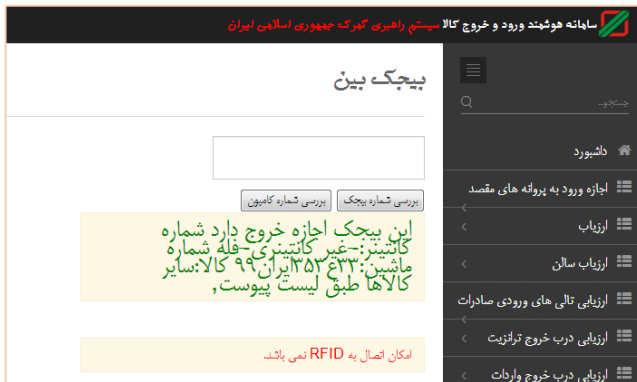 سامانه هوشمند ورود و خروج کالا سیستم راهبری گمرک جمهوری اسلامی ایران
جستجو...
داشبورد
اجازه ورود به پروانه های مقصد
ارزیاب
ارزیاب سالن
ارزیابی تالی های ورودی صادرات
ارزیابی درب خروج ترانزیت
ارزیابی درب خروج واردات
بیجک بین
بررسی شماره بیجک
بررسی شماره کامیون
این بیجک اجازه خروج دارد شماره
کانتینر:-غیر کانتینری-فله شماره
ماشین:۳۳ع۳۵۳ایران۹۹ کالا:سایر
کالاها طبق لیست پیوست,
امکان اتصال به RFID نمی باشد.